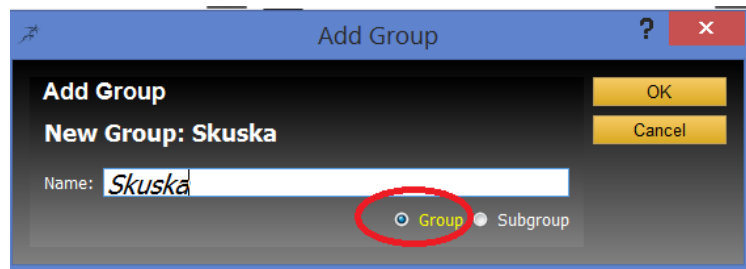 Add Group ? ×
Add Group OK
New Group: Skuska Cancel
Name: Skuska
Group Subgroup